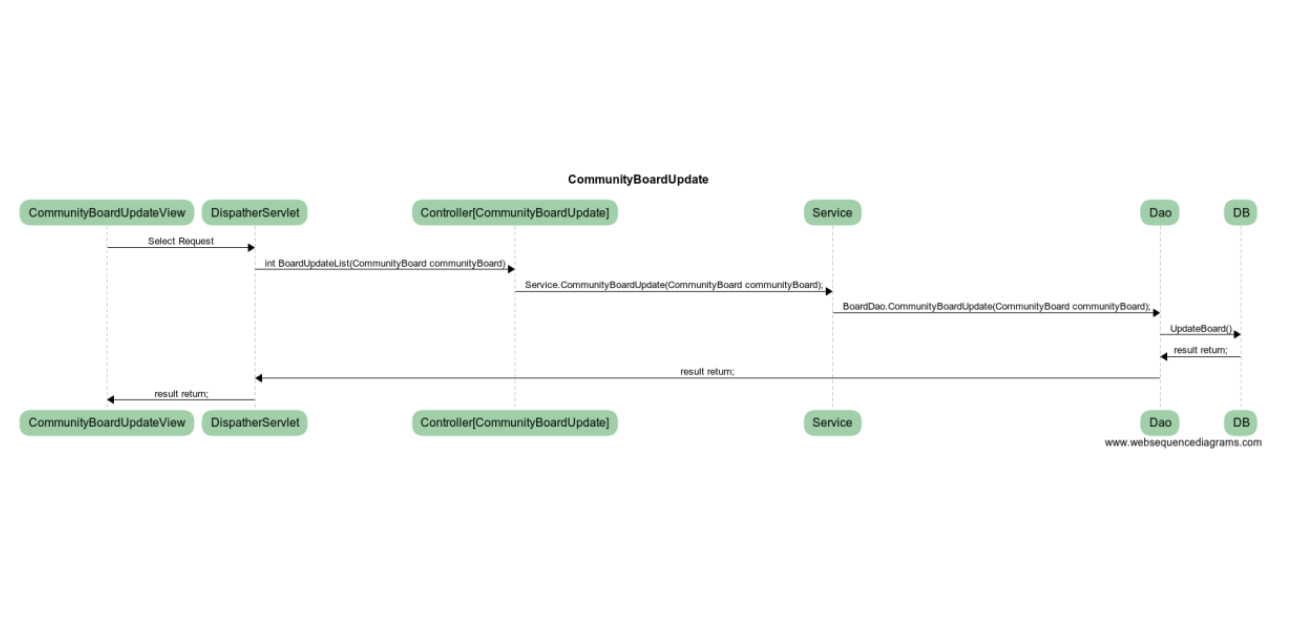 CommunityBoardUpdate
CommunityBoardUpdateView DispatherServlet Controller[CommunityBoardUpdate] Service Dao DB
Select Request
int BoardUpdateList(CommunityBoard communityBoard)
Service.CommunityBoardUpdate(CommunityBoard communityBoard);
BoardDao.CommunityBoardUpdate(CommunityBoard communityBoard);
UpdateBoard()
result return;
result return;
result return;
CommunityBoardUpdateView DispatherServlet Controller[CommunityBoardUpdate] Service Dao DB
www.websequencediagrams.com